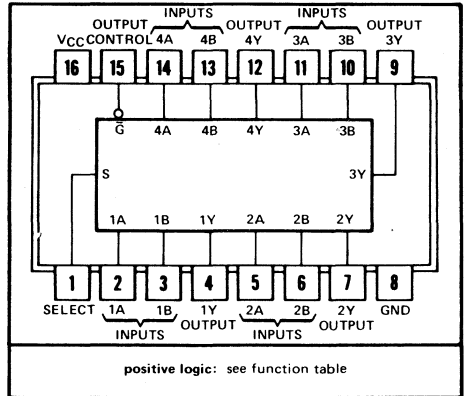 INPUTS INPUTS
OUTPUT OUTPUT OUTPUT
VCC CONTROL 4A 4B 4Y 3A 3B 3Y
16 15 14 13 12 11 10 9
G 4A 4B 4Y 3A 3B
S 3Y
1A 1B 1Y 2A 2B 2Y
1 2 3 4 5 6 7 8
SELECT 1A 1B 1Y 2A 2B 2Y GND
INPUTS OUTPUT INPUTS OUTPUT
positive logic: see function table